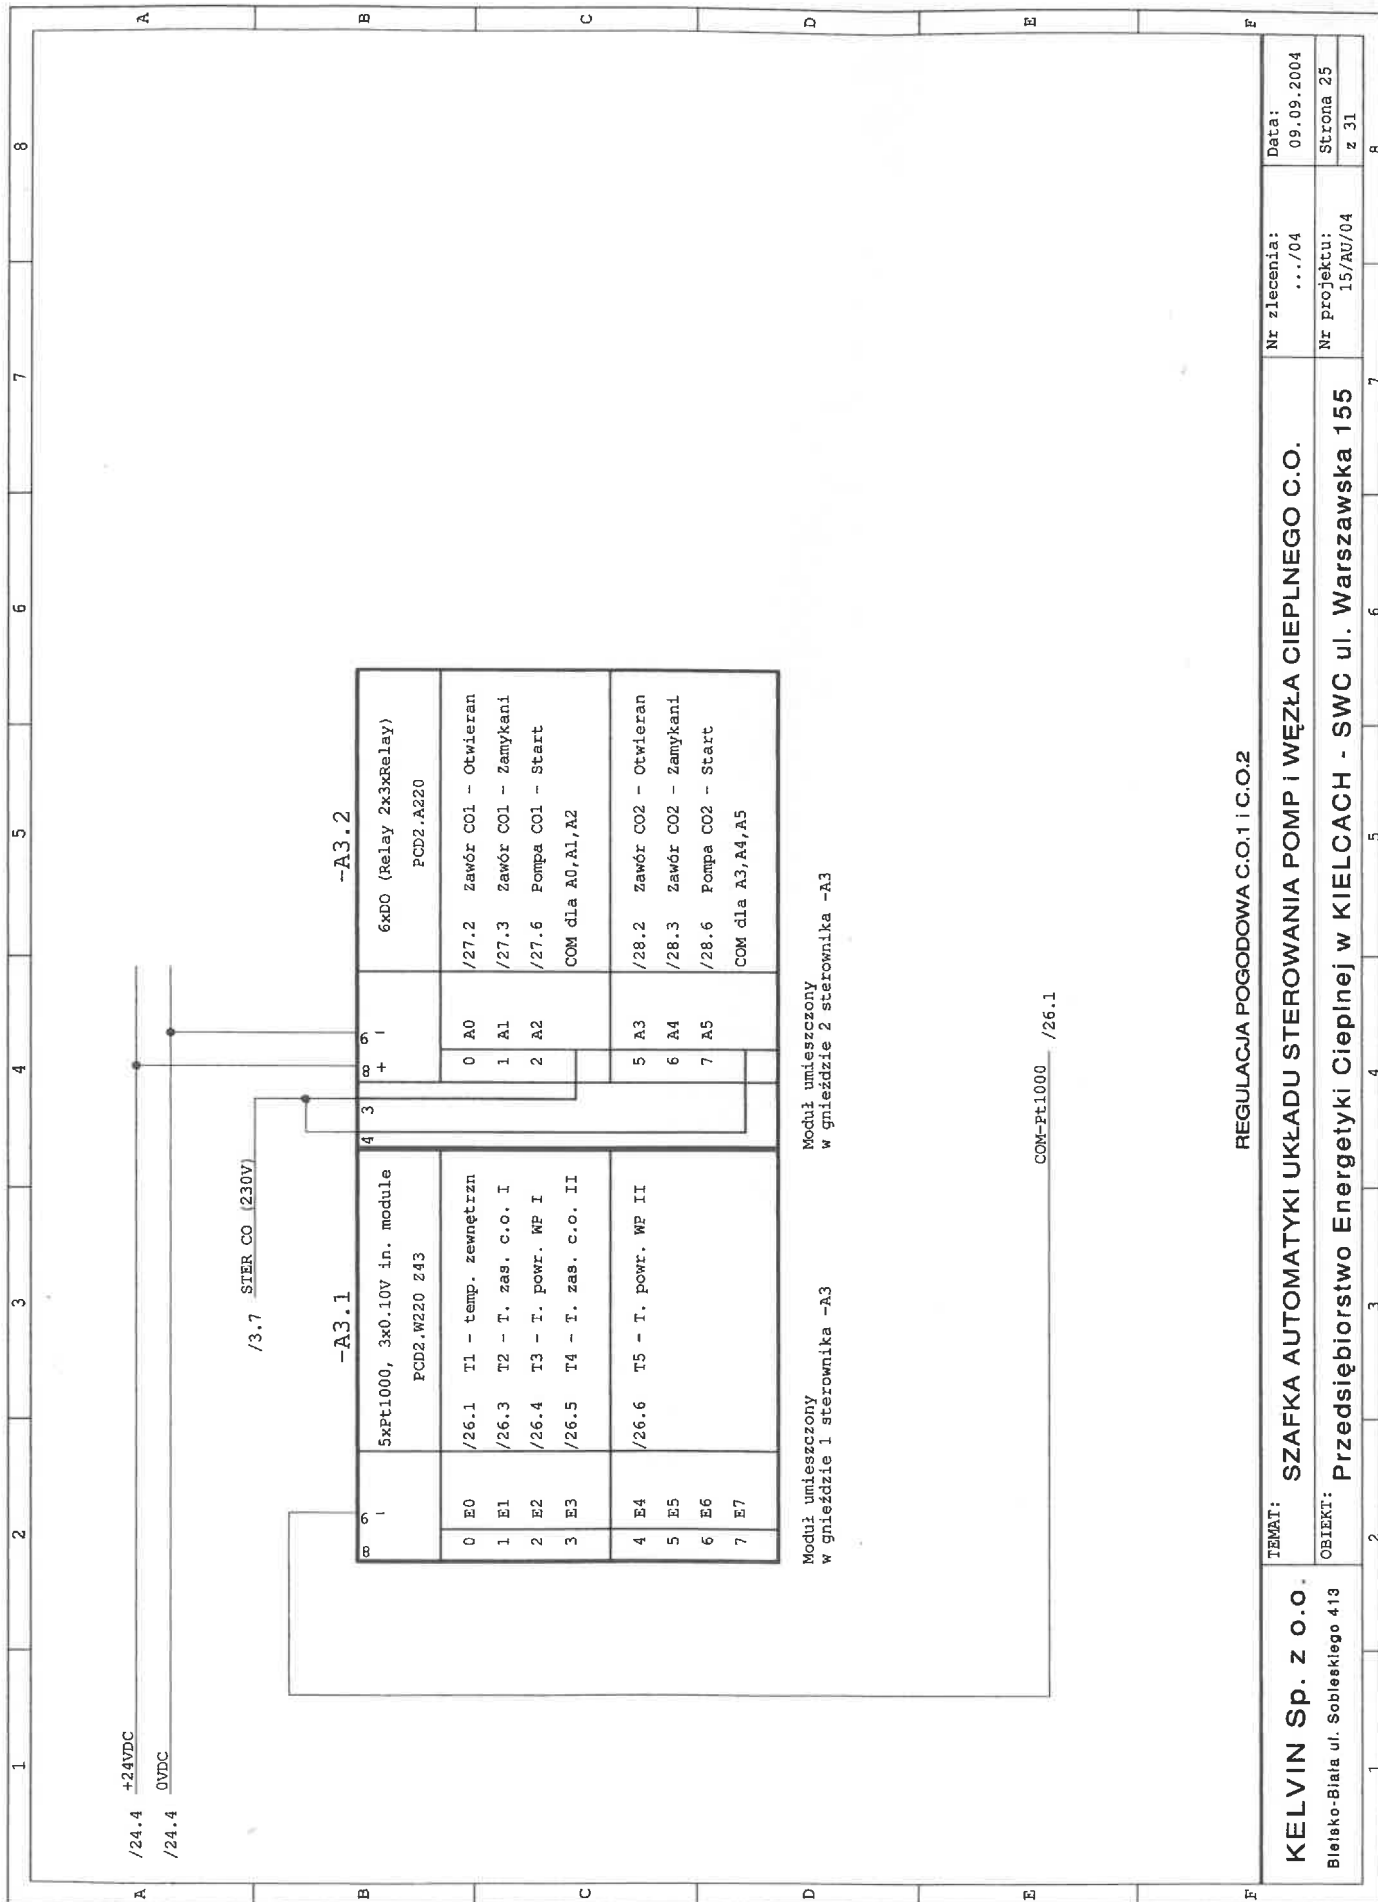 1 2 3 4 5 6 7 8
A
B
C
D
E
F
A
B
C
D
E
F
/24.4 +24VDC
/24.4 0VDC
/3.7 STER CO (230V)
-A3.1
8 6 -
5xPt1000, 3x0.10V in. module
PCD2.W220 Z43
0 E0 /26.1 T1 - temp. zewnętrzn
1 E1 /26.3 T2 - T. zas. c.o. I
2 E2 /26.4 T3 - T. powr. WP I
3 E3 /26.5 T4 - T. zas. c.o. II
4 E4 /26.6 T5 - T. powr. WP II
5 E5
6 E6
7 E7
Moduł umieszczony
w gnieździe 1 sterownika -A3
-A3.2
4 3 8 + 6 -
6xDO (Relay 2x3xRelay)
PCD2.A220
0 A0 /27.2 Zawór CO1 - Otwieran
1 A1 /27.3 Zawór CO1 - Zamykani
2 A2 /27.6 Pompa CO1 - Start
COM dla A0,A1,A2
5 A3 /28.2 Zawór CO2 - Otwieran
6 A4 /28.3 Zawór CO2 - Zamykani
7 A5 /28.6 Pompa CO2 - Start
COM dla A3,A4,A5
Moduł umieszczony
w gnieździe 2 sterownika -A3
COM-Pt1000 /26.1
REGULACJA POGODOWA C.O.1 i C.O.2
KELVIN Sp. z o.o.
Bielsko-Biała ul. Sobieskiego 413
TEMAT: SZAFKA AUTOMATYKI UKŁADU STEROWANIA POMP i WĘZŁA CIEPLNEGO C.O.
OBIEKT: Przedsiębiorstwo Energetyki Cieplnej w KIELCACH - SWC ul. Warszawska 155
Nr zlecenia:
.../04
Nr projektu:
15/AU/04
Data:
09.09.2004
Strona 25
z 31
1 2 3 4 5 6 7 8